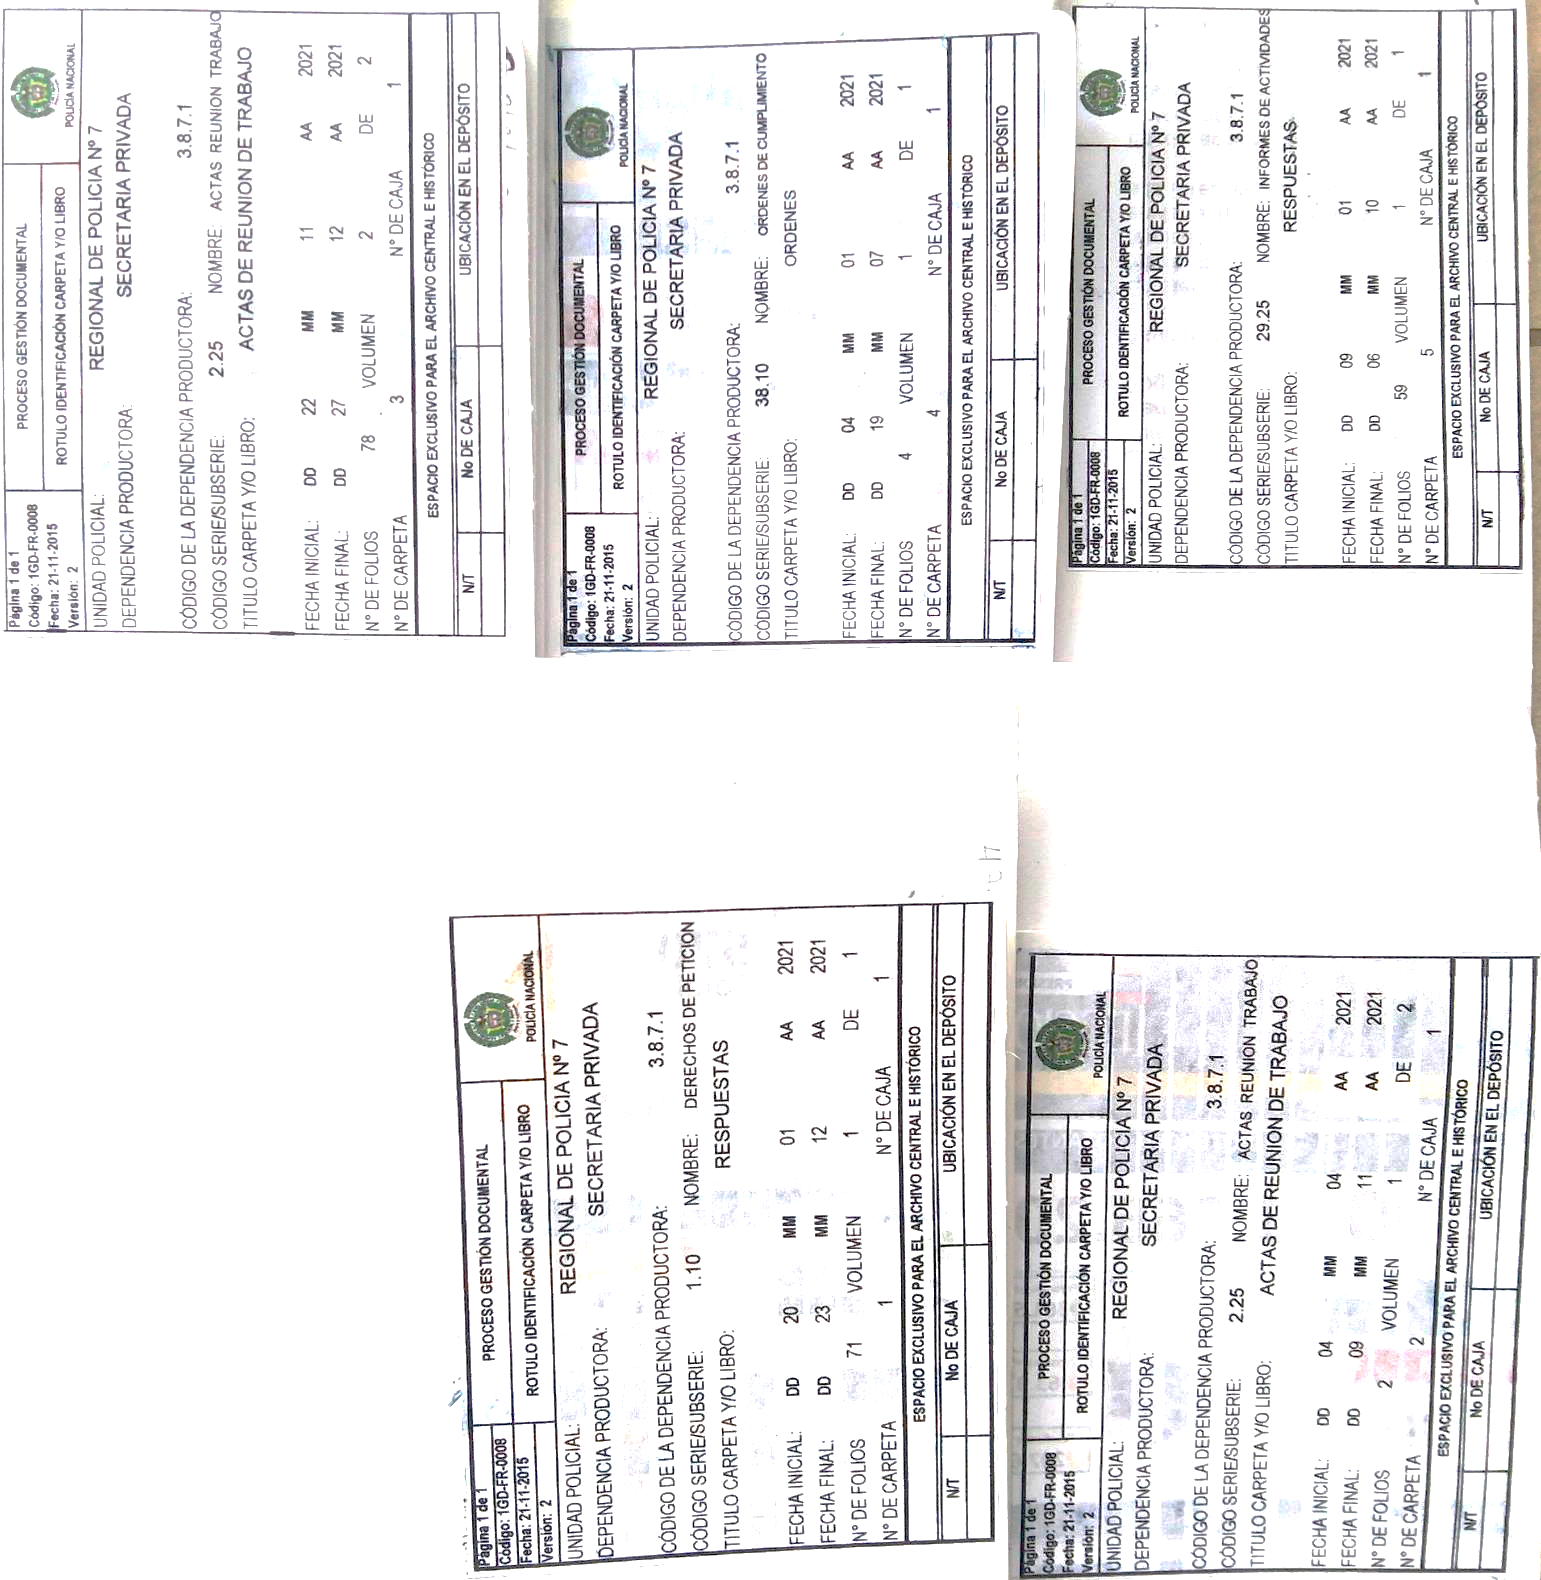 Página 1 de 1
Código: 1GD-FR-0008
Fecha: 21-11-2015
Versión: 2
PROCESO GESTIÓN DOCUMENTAL
ROTULO IDENTIFICACIÓN CARPETA Y/O LIBRO
POLICÍA NACIONAL
UNIDAD POLICIAL: REGIONAL DE POLICIA Nº 7
DEPENDENCIA PRODUCTORA: SECRETARIA PRIVADA
CÓDIGO DE LA DEPENDENCIA PRODUCTORA: 3.8.7.1
CÓDIGO SERIE/SUBSERIE: 2.25 NOMBRE: ACTAS REUNION TRABAJO
TITULO CARPETA Y/O LIBRO: ACTAS DE REUNION DE TRABAJO
FECHA INICIAL: DD 22 MM 11 AA 2021
FECHA FINAL: DD 27 MM 12 AA 2021
N° DE FOLIOS 78 VOLUMEN 2 DE 2
N° DE CARPETA 3 N° DE CAJA 1
ESPACIO EXCLUSIVO PARA EL ARCHIVO CENTRAL E HISTÓRICO
N/T No DE CAJA UBICACIÓN EN EL DEPÓSITO
Página 1 de 1
Código: 1GD-FR-0008
Fecha: 21-11-2015
Versión: 2
PROCESO GESTIÓN DOCUMENTAL
ROTULO IDENTIFICACIÓN CARPETA Y/O LIBRO
POLICÍA NACIONAL
UNIDAD POLICIAL: REGIONAL DE POLICIA Nº 7
DEPENDENCIA PRODUCTORA: SECRETARIA PRIVADA
CÓDIGO DE LA DEPENDENCIA PRODUCTORA: 3.8.7.1
CÓDIGO SERIE/SUBSERIE: 38.10 NOMBRE: ORDENES DE CUMPLIMIENTO
TITULO CARPETA Y/O LIBRO: ORDENES
FECHA INICIAL: DD 04 MM 01 AA 2021
FECHA FINAL: DD 19 MM 07 AA 2021
N° DE FOLIOS 4 VOLUMEN 1 DE 1
N° DE CARPETA 4 N° DE CAJA 1
ESPACIO EXCLUSIVO PARA EL ARCHIVO CENTRAL E HISTÓRICO
N/T No DE CAJA UBICACIÓN EN EL DEPÓSITO
Página 1 de 1
Código: 1GD-FR-0008
Fecha: 21-11-2015
Versión: 2
PROCESO GESTIÓN DOCUMENTAL
ROTULO IDENTIFICACIÓN CARPETA Y/O LIBRO
POLICÍA NACIONAL
UNIDAD POLICIAL: REGIONAL DE POLICIA Nº 7
DEPENDENCIA PRODUCTORA: SECRETARIA PRIVADA
CÓDIGO DE LA DEPENDENCIA PRODUCTORA: 3.8.7.1
CÓDIGO SERIE/SUBSERIE: 29.25 NOMBRE: INFORMES DE ACTIVIDADES
TITULO CARPETA Y/O LIBRO: RESPUESTAS
FECHA INICIAL: DD 09 MM 01 AA 2021
FECHA FINAL: DD 06 MM 10 AA 2021
N° DE FOLIOS 59 VOLUMEN 1 DE 1
N° DE CARPETA 5 N° DE CAJA 1
ESPACIO EXCLUSIVO PARA EL ARCHIVO CENTRAL E HISTÓRICO
N/T No DE CAJA UBICACIÓN EN EL DEPÓSITO
Página 1 de 1
Código: 1GD-FR-0008
Fecha: 21-11-2015
Versión: 2
PROCESO GESTIÓN DOCUMENTAL
ROTULO IDENTIFICACIÓN CARPETA Y/O LIBRO
POLICÍA NACIONAL
UNIDAD POLICIAL: REGIONAL DE POLICIA Nº 7
DEPENDENCIA PRODUCTORA: SECRETARIA PRIVADA
CÓDIGO DE LA DEPENDENCIA PRODUCTORA: 3.8.7.1
CÓDIGO SERIE/SUBSERIE: 1.10 NOMBRE: DERECHOS DE PETICIÓN
TITULO CARPETA Y/O LIBRO: RESPUESTAS
FECHA INICIAL: DD 20 MM 01 AA 2021
FECHA FINAL: DD 23 MM 12 AA 2021
N° DE FOLIOS 71 VOLUMEN 1 DE 1
N° DE CARPETA 1 N° DE CAJA 1
ESPACIO EXCLUSIVO PARA EL ARCHIVO CENTRAL E HISTÓRICO
N/T No DE CAJA UBICACIÓN EN EL DEPÓSITO
Página 1 de 1
Código: 1GD-FR-0008
Fecha: 21-11-2015
Versión: 2
PROCESO GESTIÓN DOCUMENTAL
ROTULO IDENTIFICACIÓN CARPETA Y/O LIBRO
POLICÍA NACIONAL
UNIDAD POLICIAL: REGIONAL DE POLICIA Nº 7
DEPENDENCIA PRODUCTORA: SECRETARIA PRIVADA
CÓDIGO DE LA DEPENDENCIA PRODUCTORA: 3.8.7.1
CÓDIGO SERIE/SUBSERIE: 2.25 NOMBRE: ACTAS REUNION TRABAJO
TITULO CARPETA Y/O LIBRO: ACTAS DE REUNION DE TRABAJO
FECHA INICIAL: DD 04 MM 04 AA 2021
FECHA FINAL: DD 09 MM 11 AA 2021
N° DE FOLIOS 2 VOLUMEN 1 DE 2
N° DE CARPETA 2 N° DE CAJA 1
ESPACIO EXCLUSIVO PARA EL ARCHIVO CENTRAL E HISTÓRICO
N/T No DE CAJA UBICACIÓN EN EL DEPÓSITO